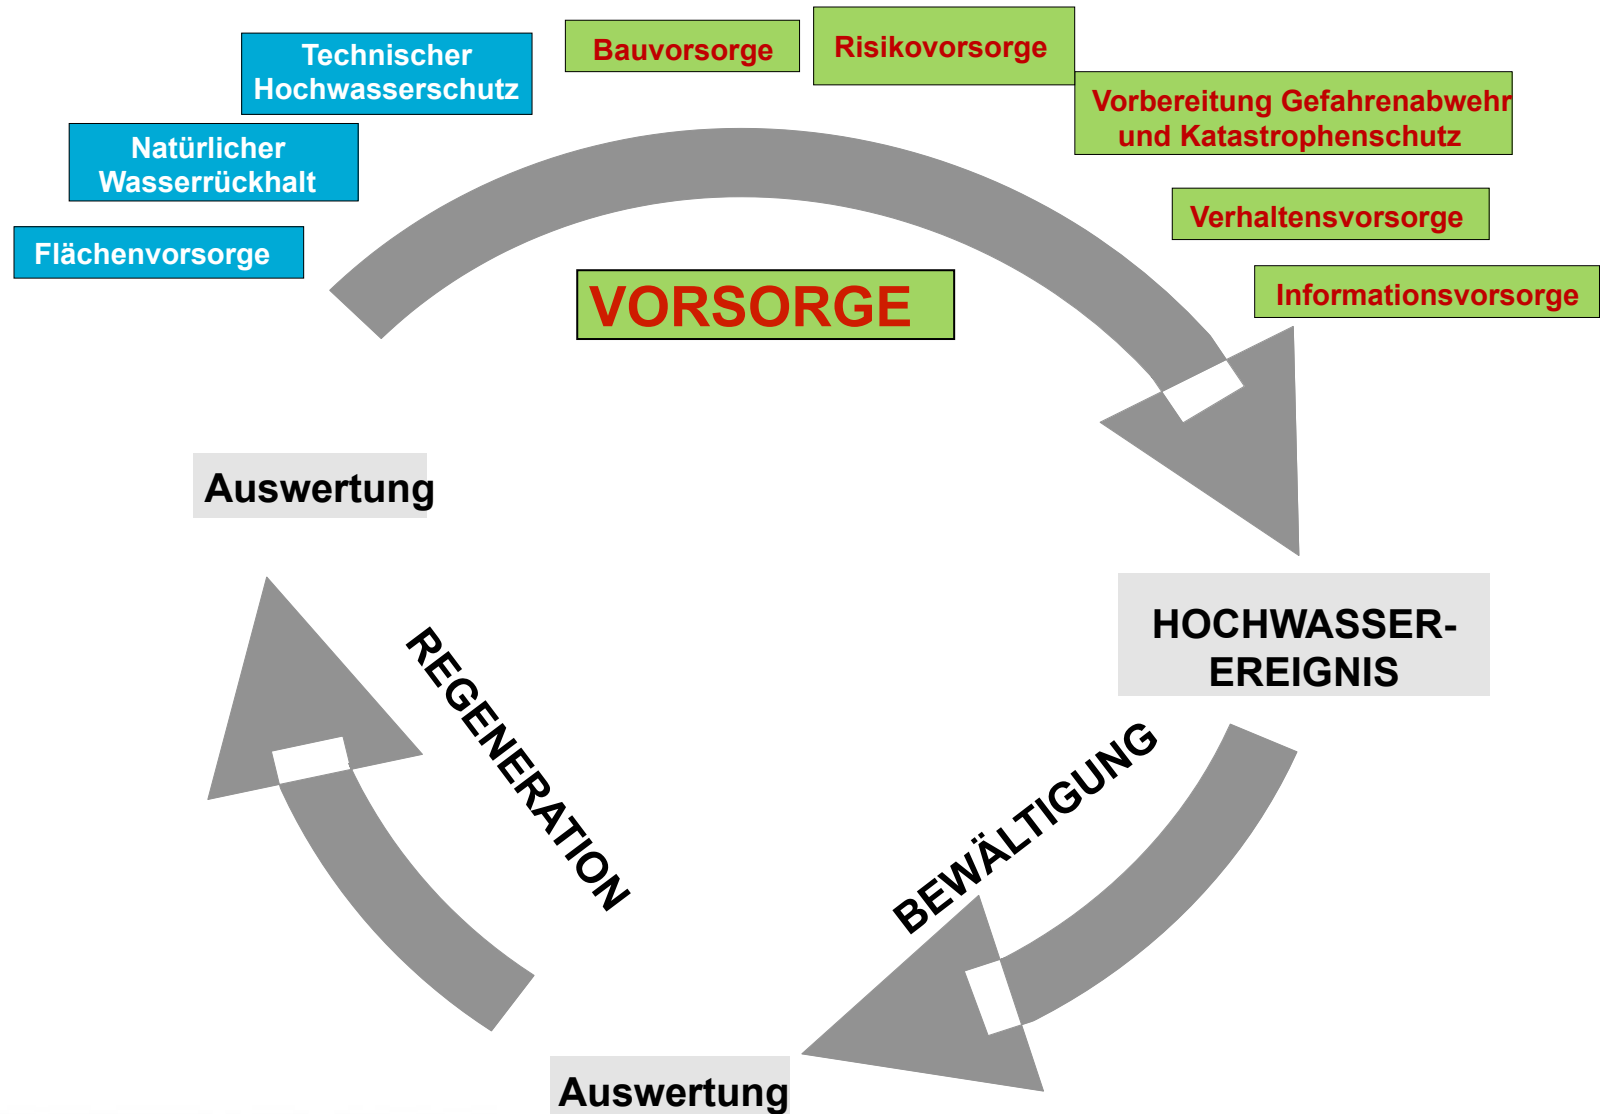 Technischer
Hochwasserschutz
Bauvorsorge
Risikovorsorge
Vorbereitung Gefahrenabwehr
und Katastrophenschutz
Natürlicher
Wasserrückhalt
Verhaltensvorsorge
Flächenvorsorge
Informationsvorsorge
VORSORGE
Auswertung
HOCHWASSER-
EREIGNIS
REGENERATION
BEWÄLTIGUNG
Auswertung